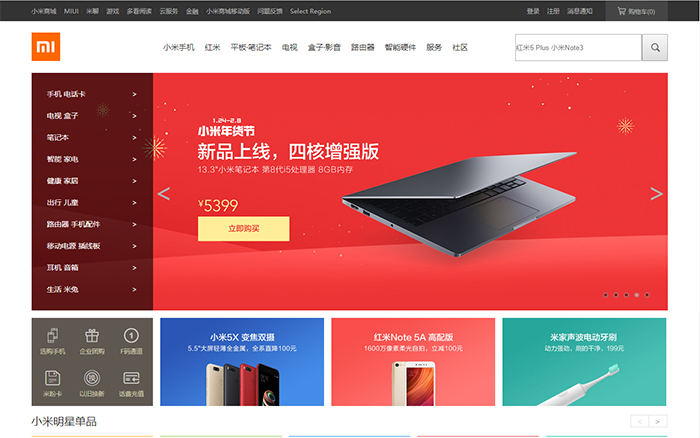 小米商城 MIUI 米聊 游戏 多看阅读 云服务 金融 小米商城移动版 问题反馈 Select Region
登录 注册 消息通知 购物车(0)
mi
小米手机 红米 平板·笔记本 电视 盒子·影音 路由器 智能硬件 服务 社区
红米5 Plus 小米Note3
手机 电话卡 >
电视 盒子 >
笔记本 >
智能 家电 >
健康 家居 >
出行 儿童 >
路由器 手机配件 >
移动电源 插线板 >
耳机 音箱 >
生活 米兔 >
1.24-2.8
小米年货节
新品上线，四核增强版
13.3"小米笔记本 第8代i5处理器 8GB内存
¥5399
立即购买
选购手机 企业团购 F码通道
米粉卡 以旧换新 话费充值
小米5X 变焦双摄
5.5"大屏轻薄全金属，全系直降100元
红米Note 5A 高配版
1600万像素柔光自拍，立减100元
米家声波电动牙刷
动力强劲，刷的干净，199元
小米明星单品